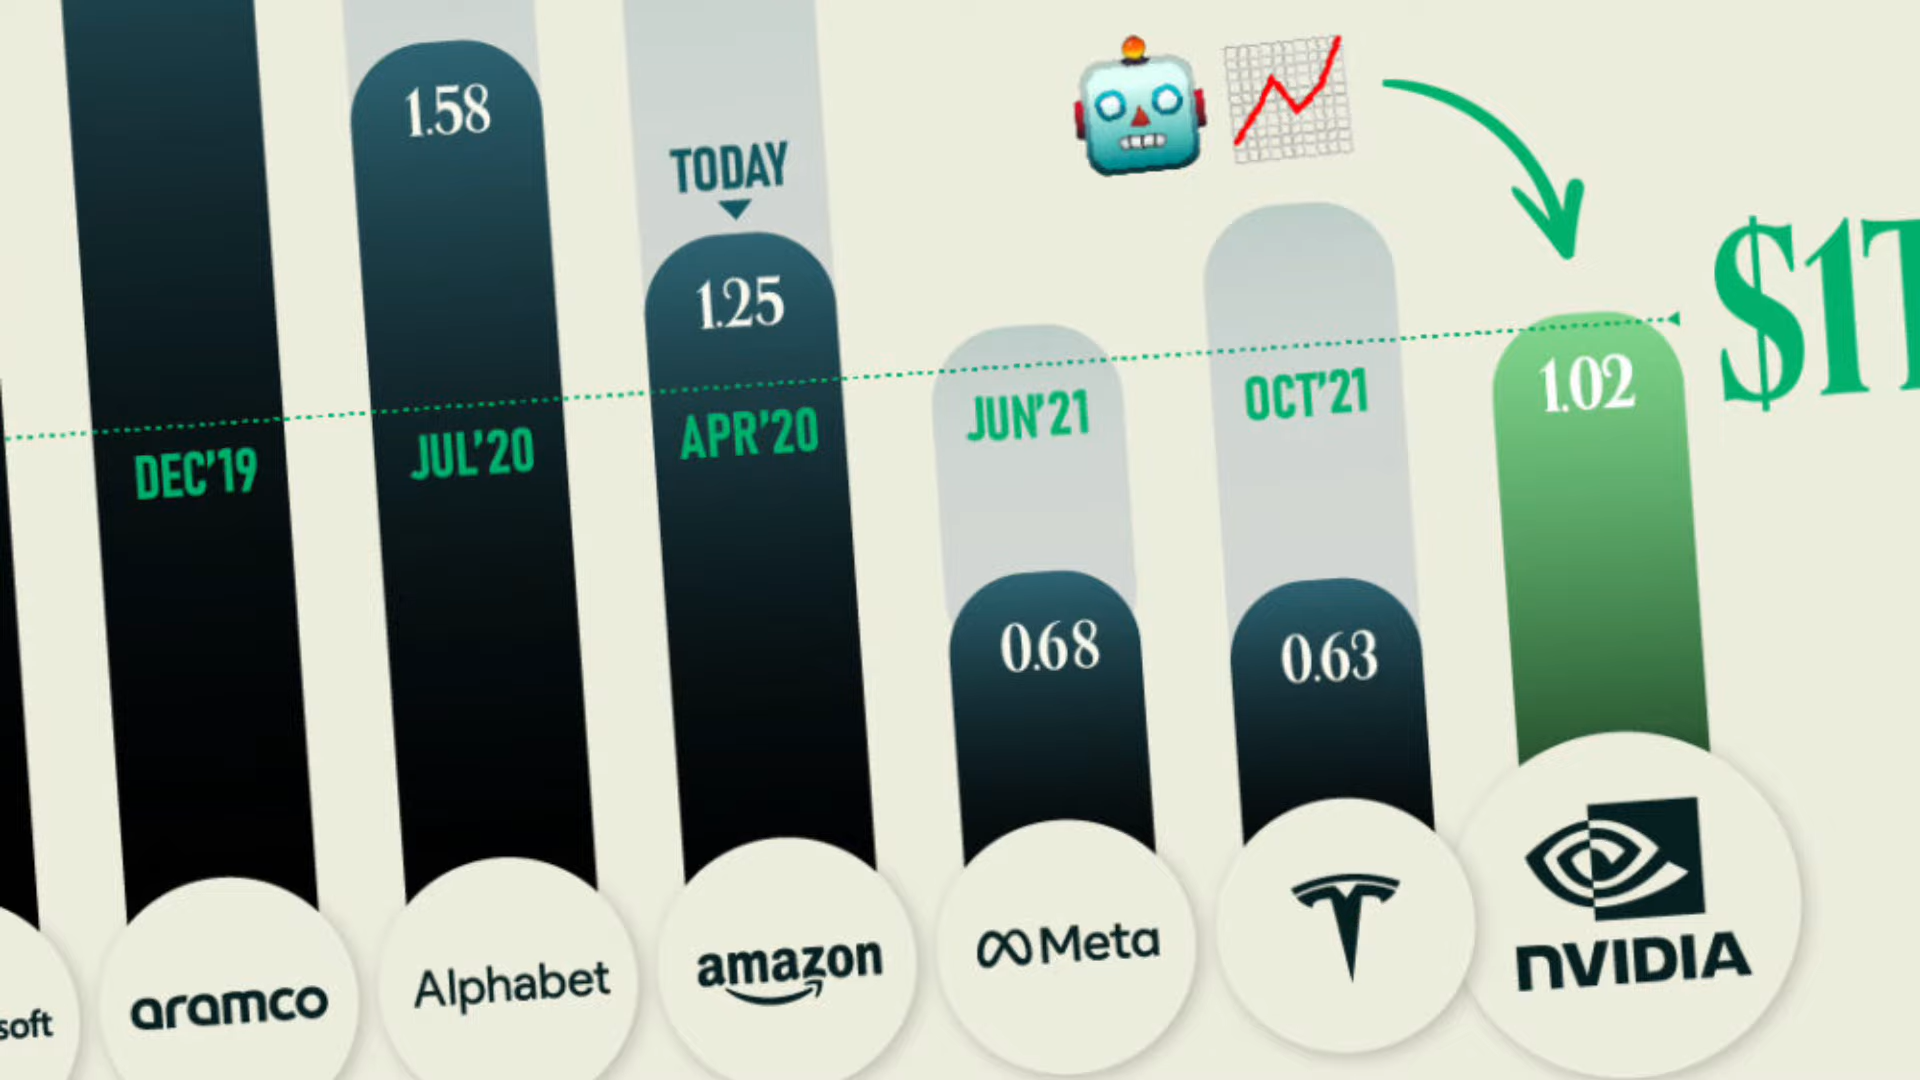 1.58
TODAY
1.25
$1T
1.02
DEC'19
JUL'20
APR'20
JUN'21
OCT'21
0.68
0.63
soft
aramco
Alphabet
amazon
Meta
NVIDIA